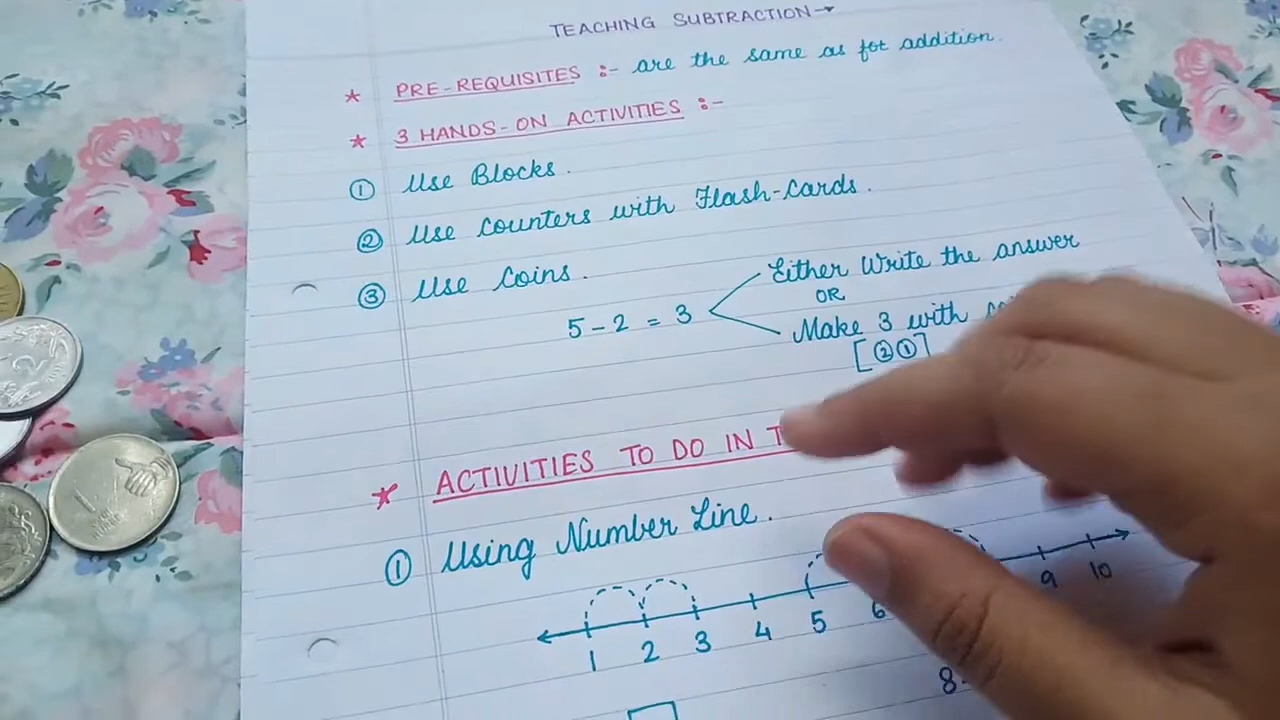 TEACHING SUBTRACTION→
* PRE-REQUISITES :- are the same as for addition.
* 3 HANDS-ON ACTIVITIES :-
① Use Blocks.
② Use Counters with Flash-Cards.
③ Use Coins.
Either Write the answer
OR
5 - 2 = 3
Make 3 with
[②①]
* ACTIVITIES TO DO IN
① Using Number Line.
1 2 3 4 5 6 9 10
8
2
1